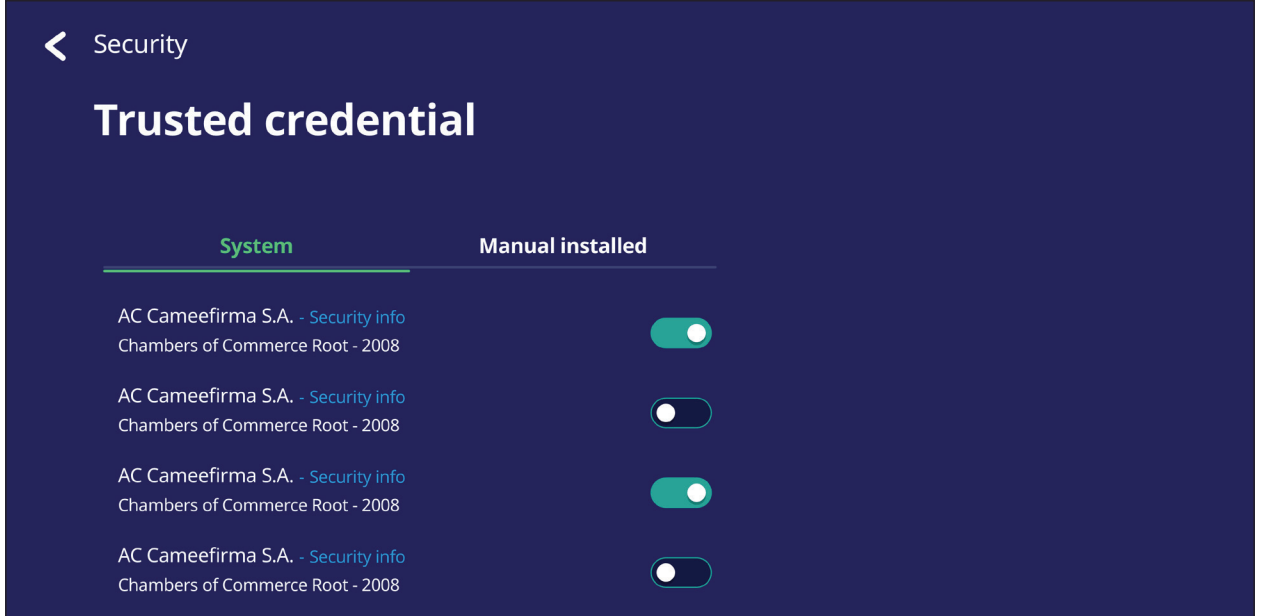 Security
Trusted credential
System Manual installed
AC Cameefirma S.A. - Security info
Chambers of Commerce Root - 2008
AC Cameefirma S.A. - Security info
Chambers of Commerce Root - 2008
AC Cameefirma S.A. - Security info
Chambers of Commerce Root - 2008
AC Cameefirma S.A. - Security info
Chambers of Commerce Root - 2008